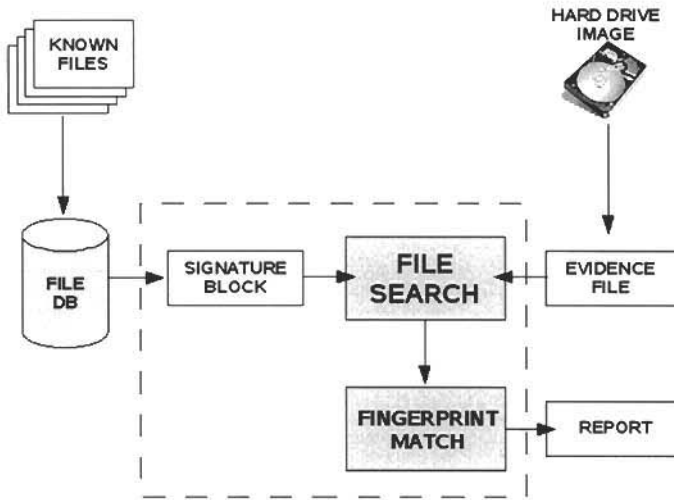 KNOWN
FILES
HARD DRIVE
IMAGE
FILE
DB
SIGNATURE
BLOCK
FILE
SEARCH
EVIDENCE
FILE
FINGERPRINT
MATCH
REPORT